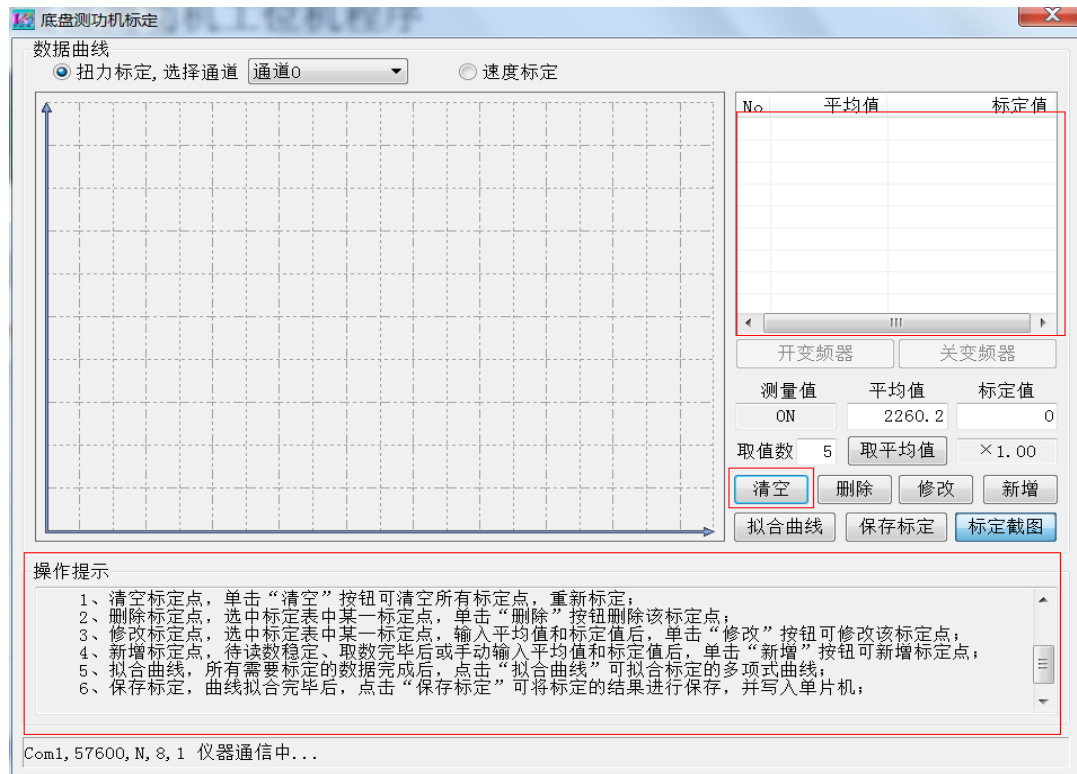 底盘测功机标定
数据曲线
扭力标定,选择通道 通道0 速度标定
No 平均值 标定值
开变频器 关变频器
测量值 平均值 标定值
0N 2260.2 0
取值数 5 取平均值 ×1.00
清空 删除 修改 新增
拟合曲线 保存标定 标定截图
操作提示
1、清空标定点，单击“清空”按钮可清空所有标定点，重新标定；
2、删除标定点，选中标定表中某一标定点，单击“删除”按钮删除该标定点；
3、修改标定点，选中标定表中某一标定点，输入平均值和标定值后，单击“修改”按钮可修改该标定点；
4、新增标定点，待读数稳定、取数完毕后或手动输入平均值和标定值后，单击“新增”按钮可新增标定点；
5、拟合曲线，所有需要标定的数据完成后，点击“拟合曲线”可拟合标定的多项式曲线；
6、保存标定，曲线拟合完毕后，点击“保存标定”可将标定的结果进行保存，并写入单片机；
Com1,57600,N,8,1 仪器通信中...